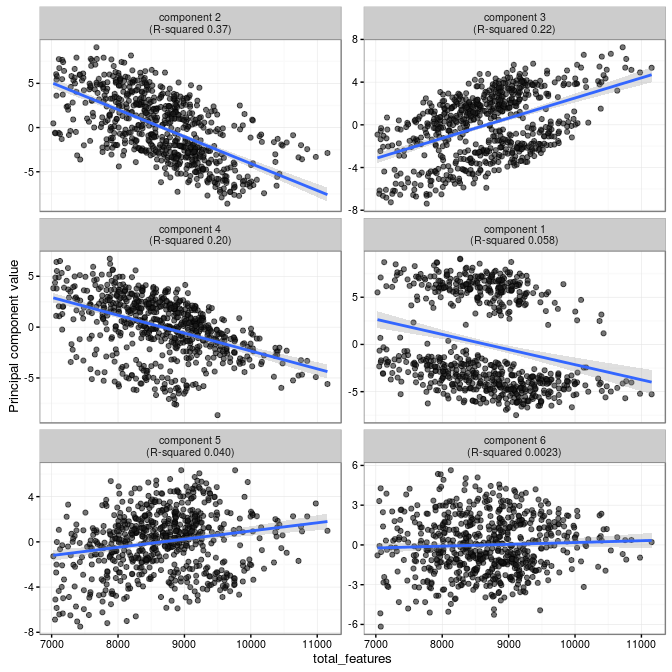 component 2
(R-squared 0.37)
component 3
(R-squared 0.22)
5
0
-5
8
4
0
-4
-8
component 4
(R-squared 0.20)
component 1
(R-squared 0.058)
5
0
-5
5
0
-5
Principal component value
component 5
(R-squared 0.040)
component 6
(R-squared 0.0023)
4
0
-4
-8
6
3
0
-3
-6
7000 8000 9000 10000 11000
7000 8000 9000 10000 11000
total_features